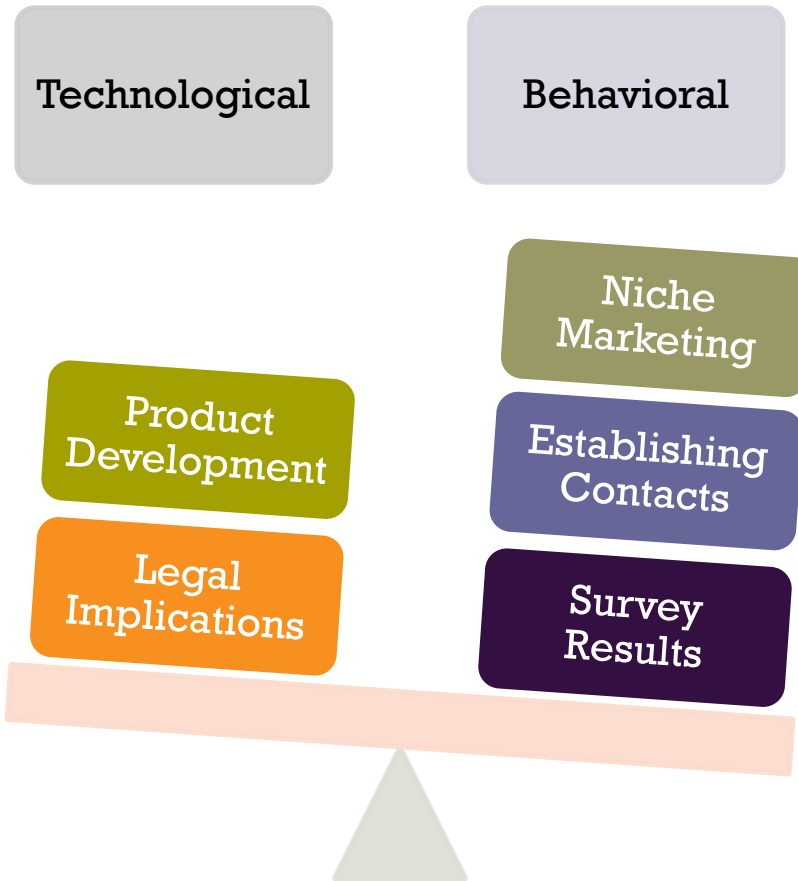 Technological
Behavioral
Niche
Marketing
Product
Development
Establishing
Contacts
Legal
Implications
Survey
Results